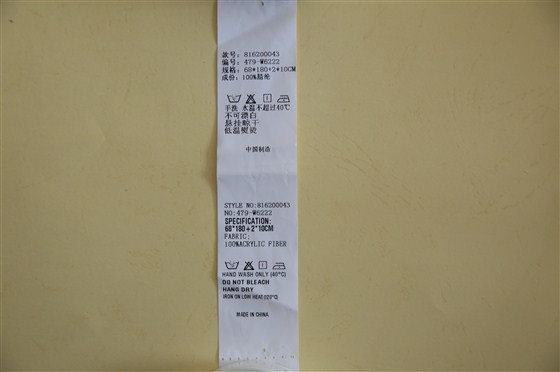 款号: 816200043
编号: 479-W6222
规格: 68*180+2*10CM
成份: 100%腈纶
手洗 水温不超过40℃
不可漂白
悬挂晾干
低温熨烫
中国制造
STYLE NO:816200043
NO:479-W6222
SPECIFICATION:
68*180+2*10CM
FABRIC:
100%ACRYLIC FIBER
HAND WASH ONLY (40°C)
DO NOT BLEACH
HANG DRY
IRON ON LOW HEAT (120°C)
MADE IN CHINA